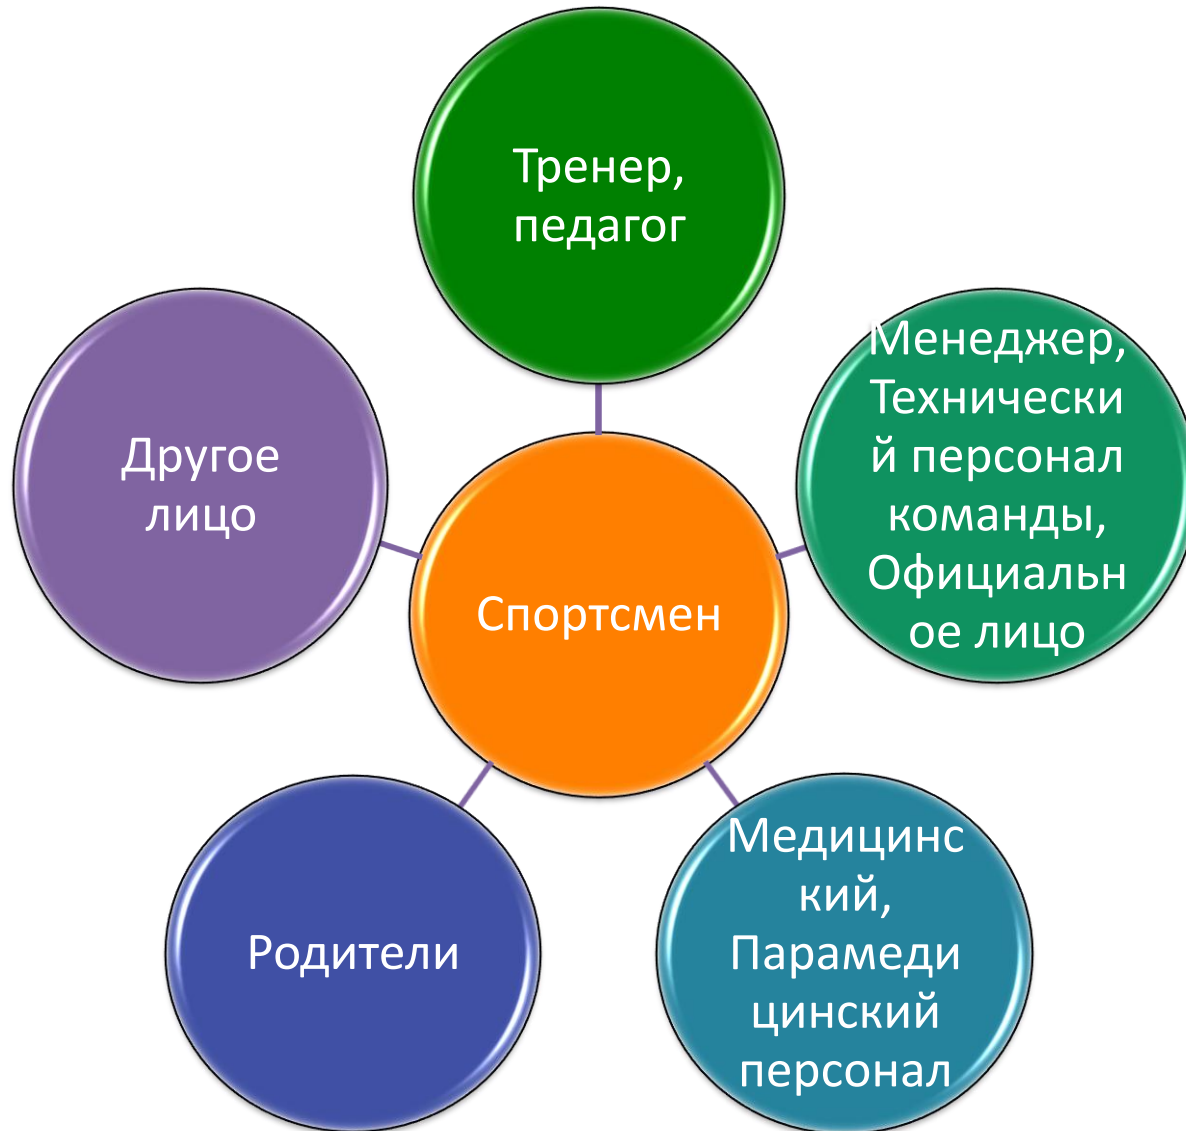 Тренер,
педагог
Менеджер,
Технически
й персонал
команды,
Официальн
ое лицо
Другое
лицо
Спортсмен
Медицинс
кий,
Парамеди
цинский
персонал
Родители